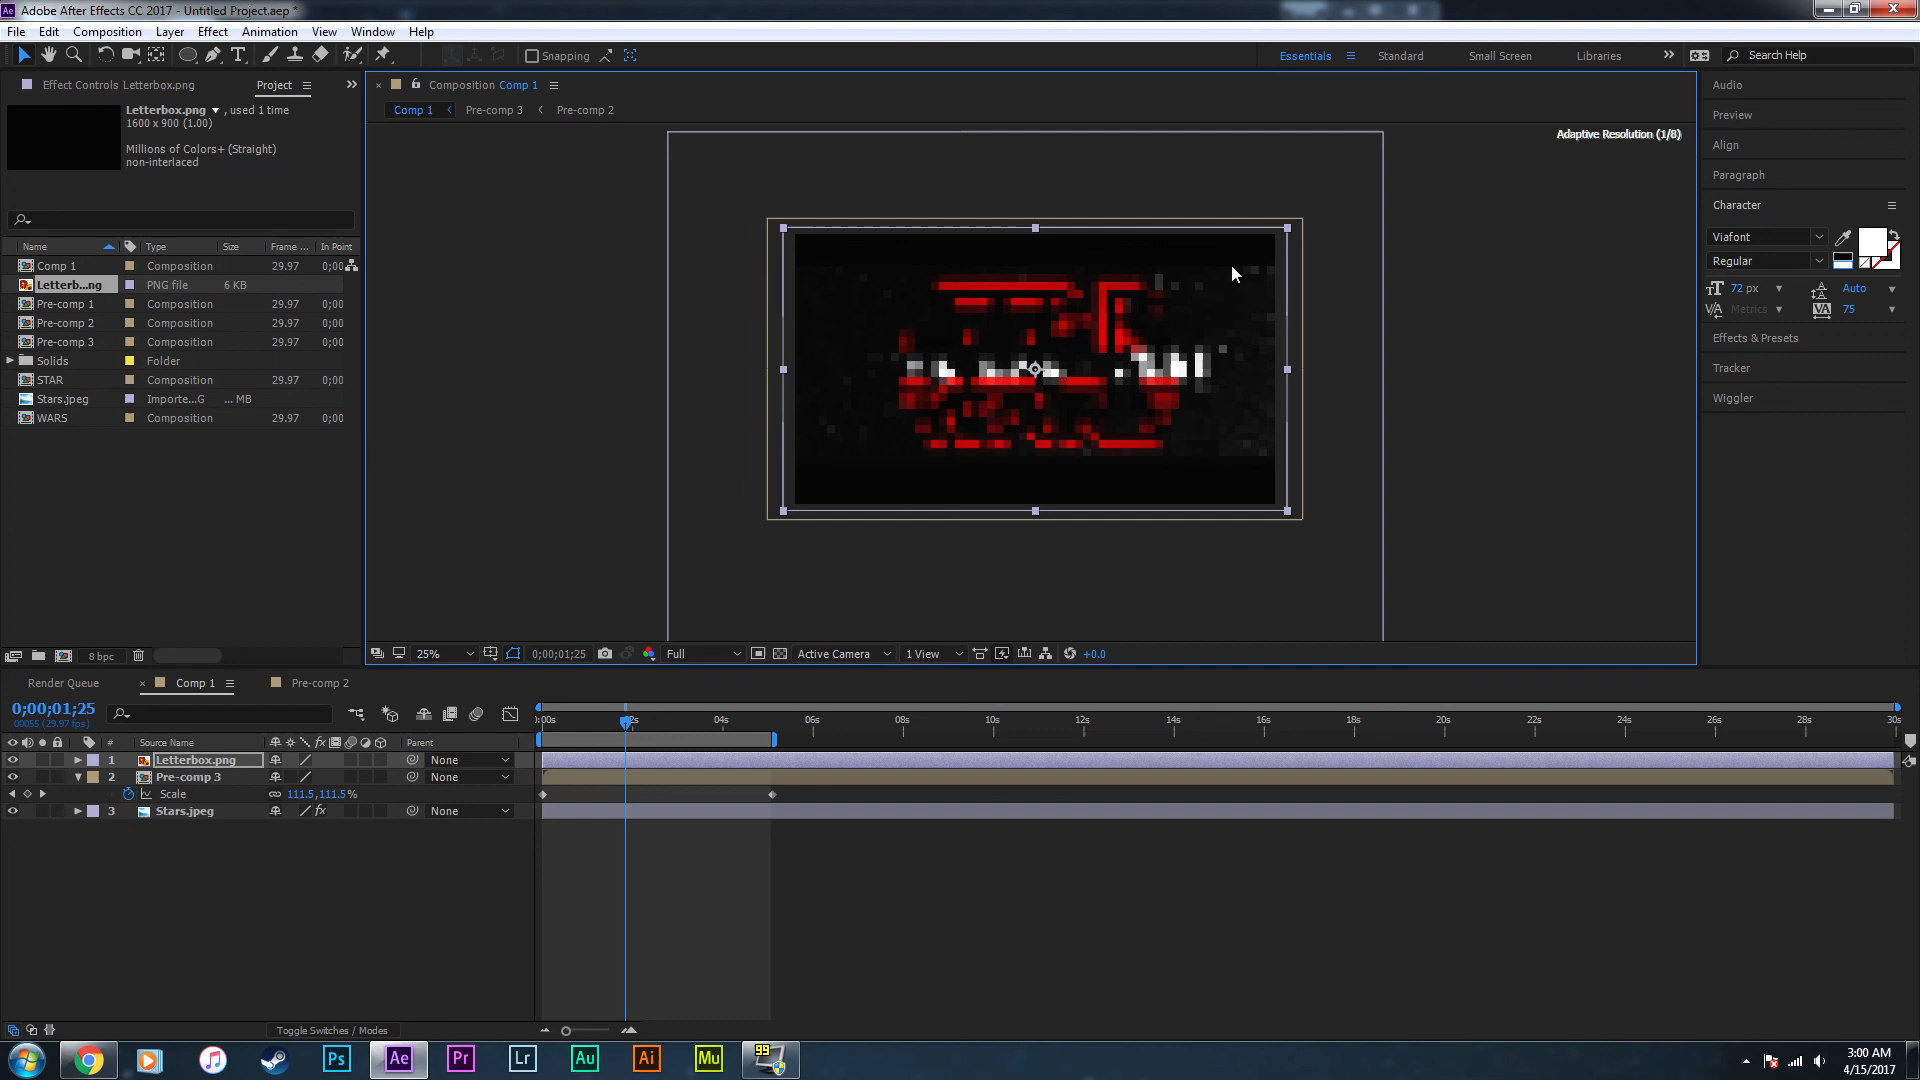 Adobe After Effects CC 2017 - Untitled Project.aep *
File Edit Composition Layer Effect Animation View Window Help
Snapping
Essentials Standard Small Screen Libraries Search Help
Effect Controls Letterbox.png Project
Letterbox.png , used 1 time
1600 x 900 (1.00)
Millions of Colors+ (Straight)
non-interlaced
Name Type Size Frame ... In Point
Comp 1 Composition 29.97 0;00
Letterb...ng PNG file 6 KB
Pre-comp 1 Composition 29.97 0;00
Pre-comp 2 Composition 29.97 0;00
Pre-comp 3 Composition 29.97 0;00
Solids Folder
STAR Composition 29.97 0;00
Stars.jpeg Importe...G ... MB
WARS Composition 29.97 0;00
8 bpc
Composition Comp 1
Comp 1 Pre-comp 3 Pre-comp 2
Adaptive Resolution (1/8)
25% 0;00;01;25 Full Active Camera 1 View +0.0
Audio
Preview
Align
Paragraph
Character
Viafont
Regular
72 px Auto
Metrics 75
Effects & Presets
Tracker
Wiggler
Render Queue Comp 1 Pre-comp 2
0;00;01;25
00055 (29.97 fps)
# Source Name Parent
1 Letterbox.png None
2 Pre-comp 3 None
Scale 111.5,111.5%
3 Stars.jpeg None
):00s 02s 04s 06s 08s 10s 12s 14s 16s 18s 20s 22s 24s 26s 28s 30s
Toggle Switches / Modes
Ps Ae Pr Lr Au Ai Mu 99
3:00 AM
4/15/2017